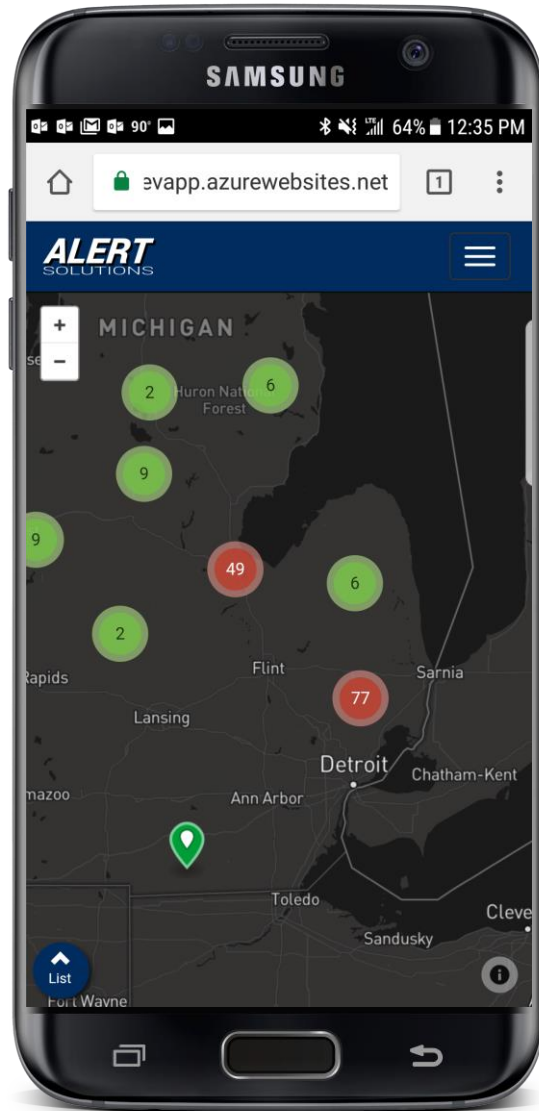 SAMSUNG
90° LTE 64% 12:35 PM
evapp.azurewebsites.net 1
ALERT
SOLUTIONS
+ MICHIGAN
−
2 Huron National 6
Forest
9
9
49 6
2
Flint Sarnia
Rapids
77
Lansing
Detroit
Chatham-Kent
mazoo Ann Arbor
Toledo
Cleve
Sandusky
List
Fort Wayne